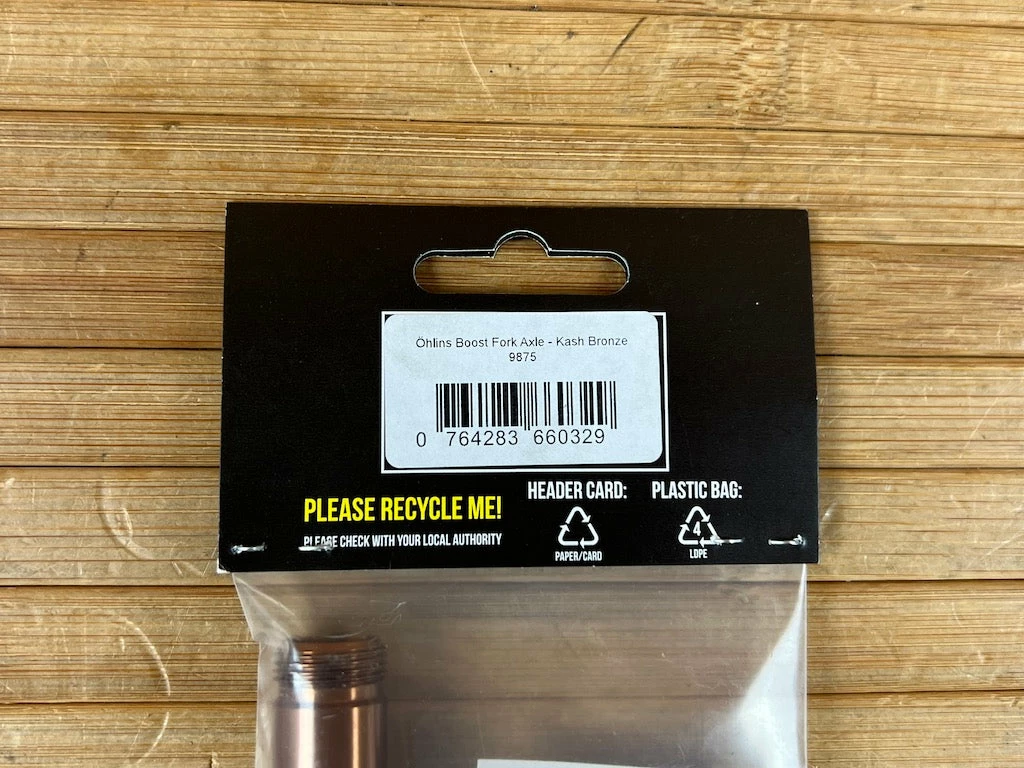 Öhlins Boost Fork Axle - Kash Bronze
9875
0 764283 660329
PLEASE RECYCLE ME!
PLEASE CHECK WITH YOUR LOCAL AUTHORITY
HEADER CARD:
PAPER/CARD
PLASTIC BAG:
4
LDPE